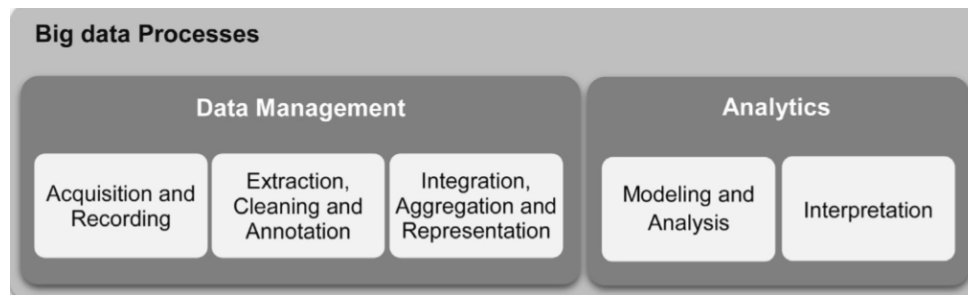 Big data Processes
Data Management
Acquisition and
Recording
Extraction,
Cleaning and
Annotation
Integration,
Aggregation and
Representation
Analytics
Modeling and
Analysis
Interpretation